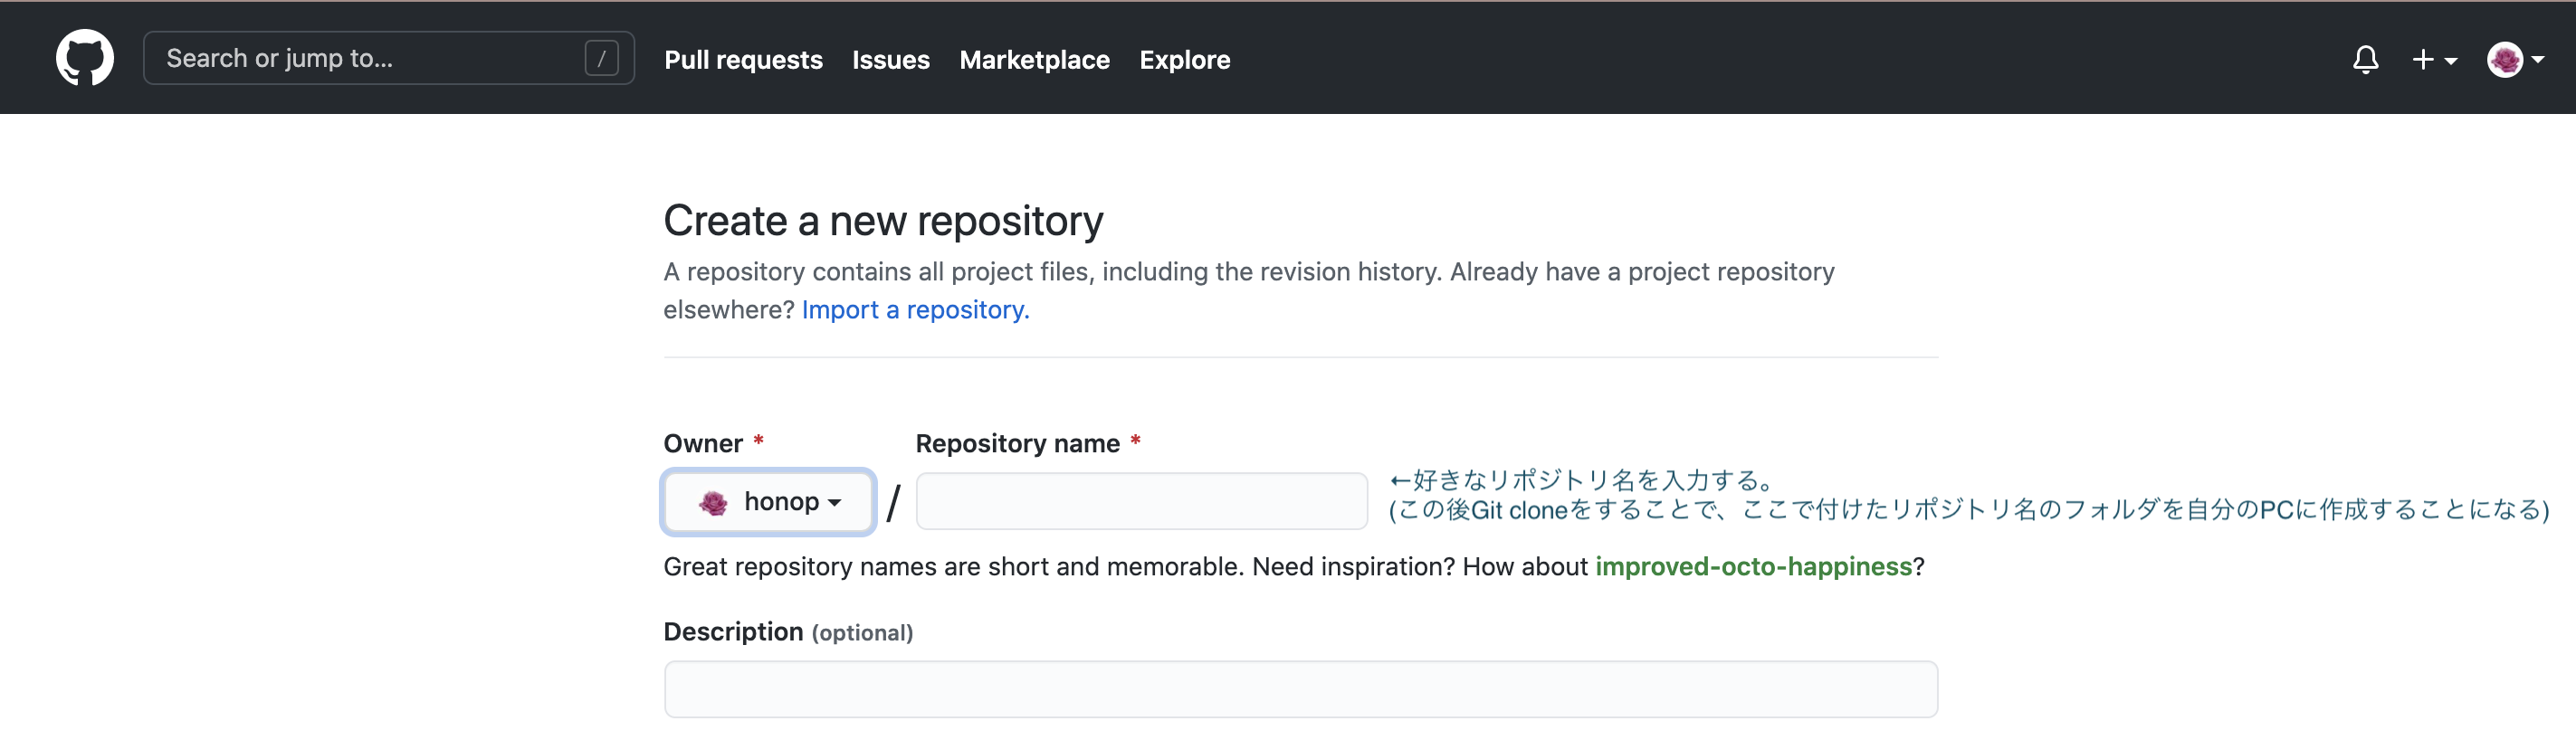 Search or jump to... /
Pull requests Issues Marketplace Explore
Create a new repository
A repository contains all project files, including the revision history. Already have a project repository
elsewhere? Import a repository.
Owner * Repository name *
honop /
←好きなリポジトリ名を入力する。
(この後Git cloneをすることで、ここで付けたリポジトリ名のフォルダを自分のPCに作成することになる)
Great repository names are short and memorable. Need inspiration? How about improved-octo-happiness?
Description (optional)